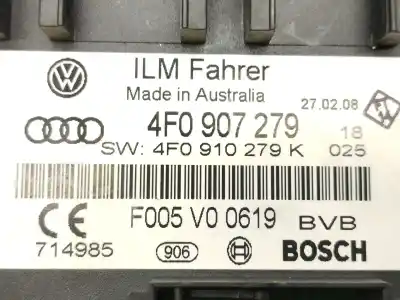 ILM Fahrer
Made in Australia
27.02.08
4F0 907 279 18
SW: 4F0 910 279 K 025
F005 V0 0619 BVB
714985 906 BOSCH